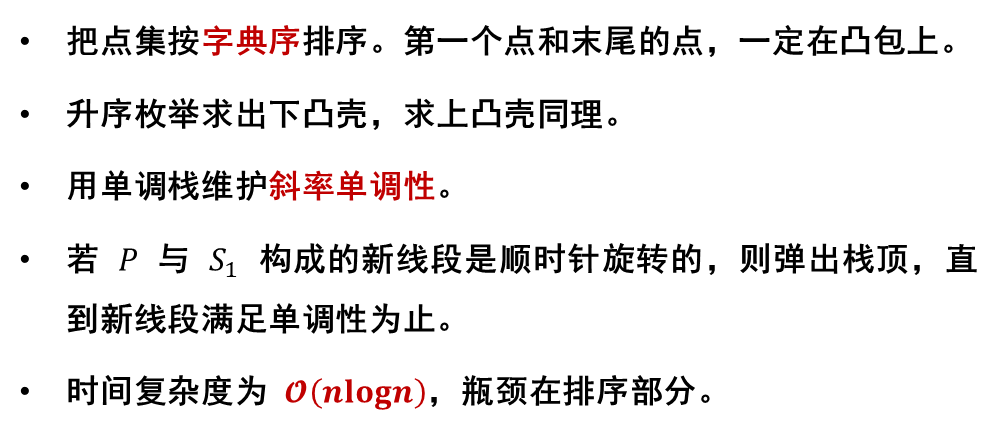 • 把点集按字典序排序。第一个点和末尾的点，一定在凸包上。
• 升序枚举求出下凸壳，求上凸壳同理。
• 用单调栈维护斜率单调性。
• 若 P 与 S₁ 构成的新线段是顺时针旋转的，则弹出栈顶，直
到新线段满足单调性为止。
• 时间复杂度为 O(nlogn)，瓶颈在排序部分。